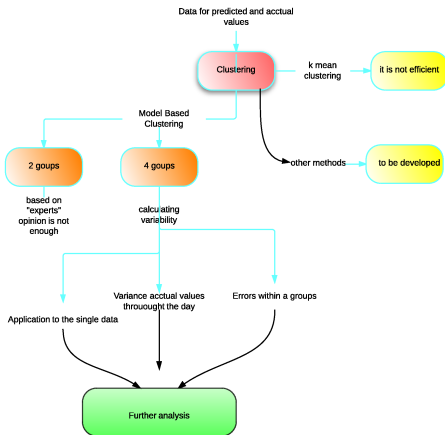 Data for predicted and acctual
values
Clustering
k mean
clustering
it is not efficient
Model Based
Clustering
2 goups
4 goups
other methods
to be developed
based on
"experts"
opinion is not
enough
calculating
variability
Variance acctual values
throuought the day
Errors within a groups
Application to the single data
Further analysis